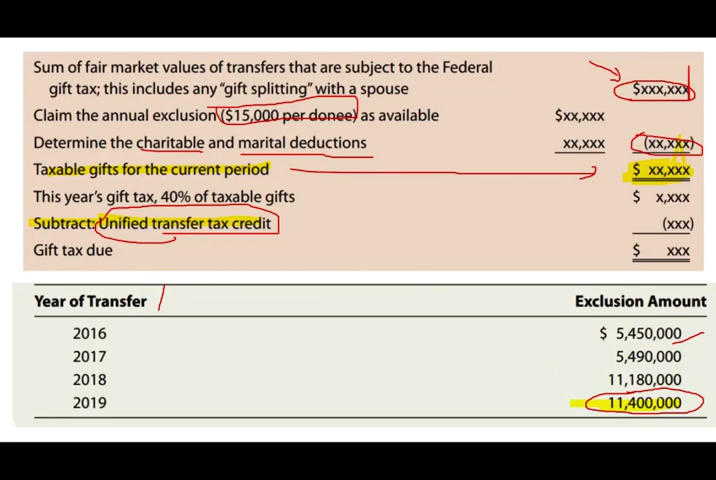 Sum of fair market values of transfers that are subject to the Federal
gift tax; this includes any "gift splitting" with a spouse $xxx,xxx
Claim the annual exclusion ($15,000 per donee) as available $xx,xxx
Determine the charitable and marital deductions xx,xxx (xx,xxx)
Taxable gifts for the current period $ xx,xxx
This year's gift tax, 40% of taxable gifts $ x,xxx
Subtract: Unified transfer tax credit (xxx)
Gift tax due $ xxx
Year of Transfer Exclusion Amount
2016 $ 5,450,000
2017 5,490,000
2018 11,180,000
2019 11,400,000